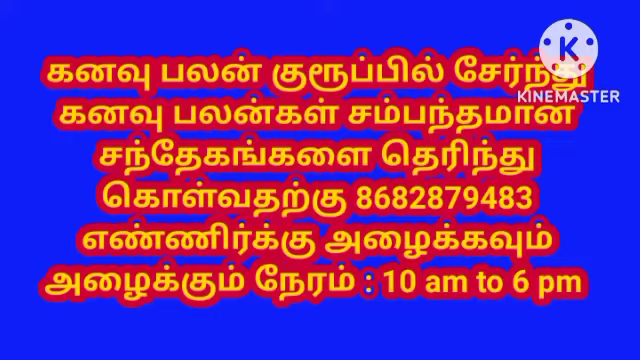 கனவு பலன் குரூப்பில் சேர்ந்து
கனவு பலன்கள் சம்பந்தமான
சந்தேகங்களை தெரிந்து
கொள்வதற்கு 8682879483
எண்ணிர்க்கு அழைக்கவும்
அழைக்கும் நேரம் : 10 am to 6 pm
K
KINEMASTER